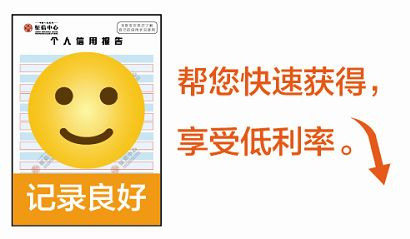 征信中心
个人信用报告
记录良好
帮您快速获得，
享受低利率。